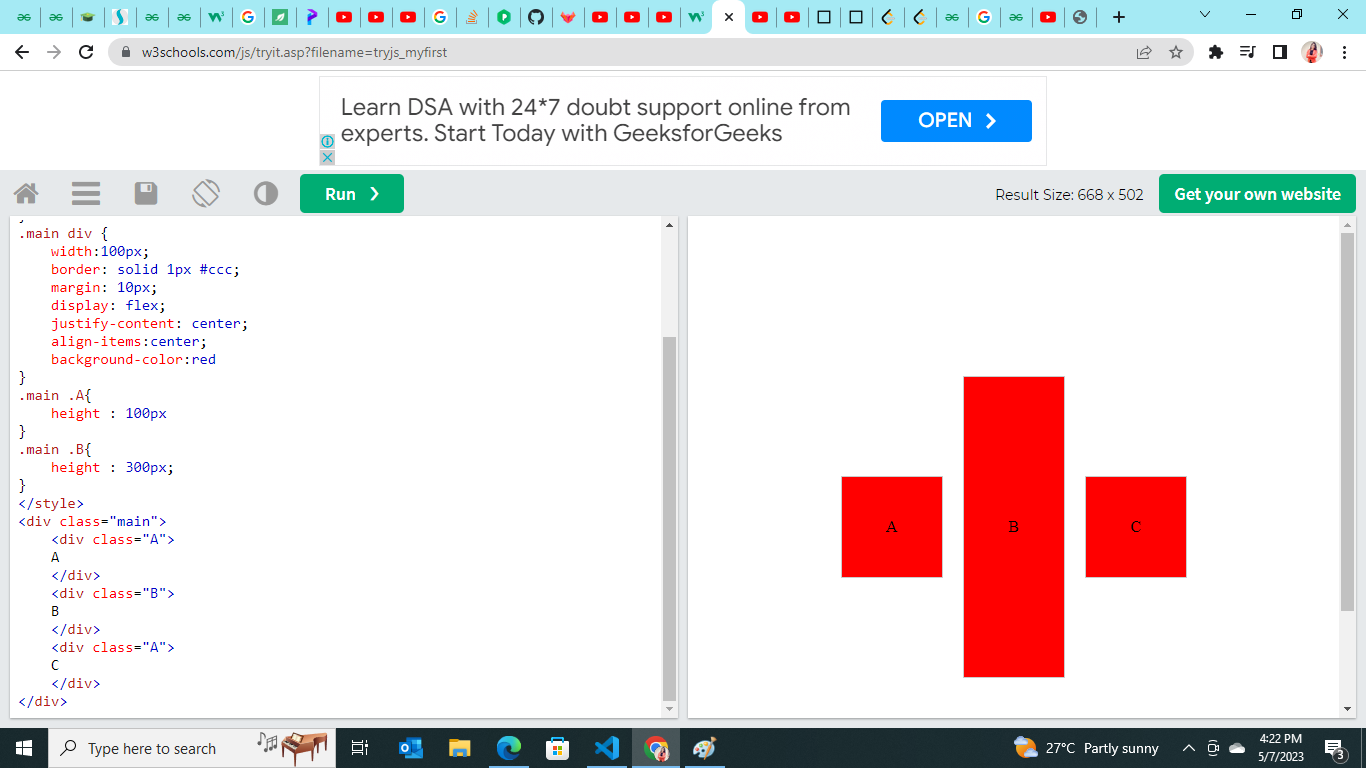 w3schools.com/js/tryit.asp?filename=tryjs_myfirst
Learn DSA with 24*7 doubt support online from
experts. Start Today with GeeksforGeeks
OPEN
Run
Result Size: 668 x 502
Get your own website
}
.main div {
width:100px;
border: solid 1px #ccc;
margin: 10px;
display: flex;
justify-content: center;
align-items:center;
background-color:red
}
.main .A{
height : 100px
}
.main .B{
height : 300px;
}
</style>
<div class="main">
<div class="A">
A
</div>
<div class="B">
B
</div>
<div class="A">
C
</div>
</div>
A
B
C
Type here to search
27°C Partly sunny
4:22 PM
5/7/2023
3